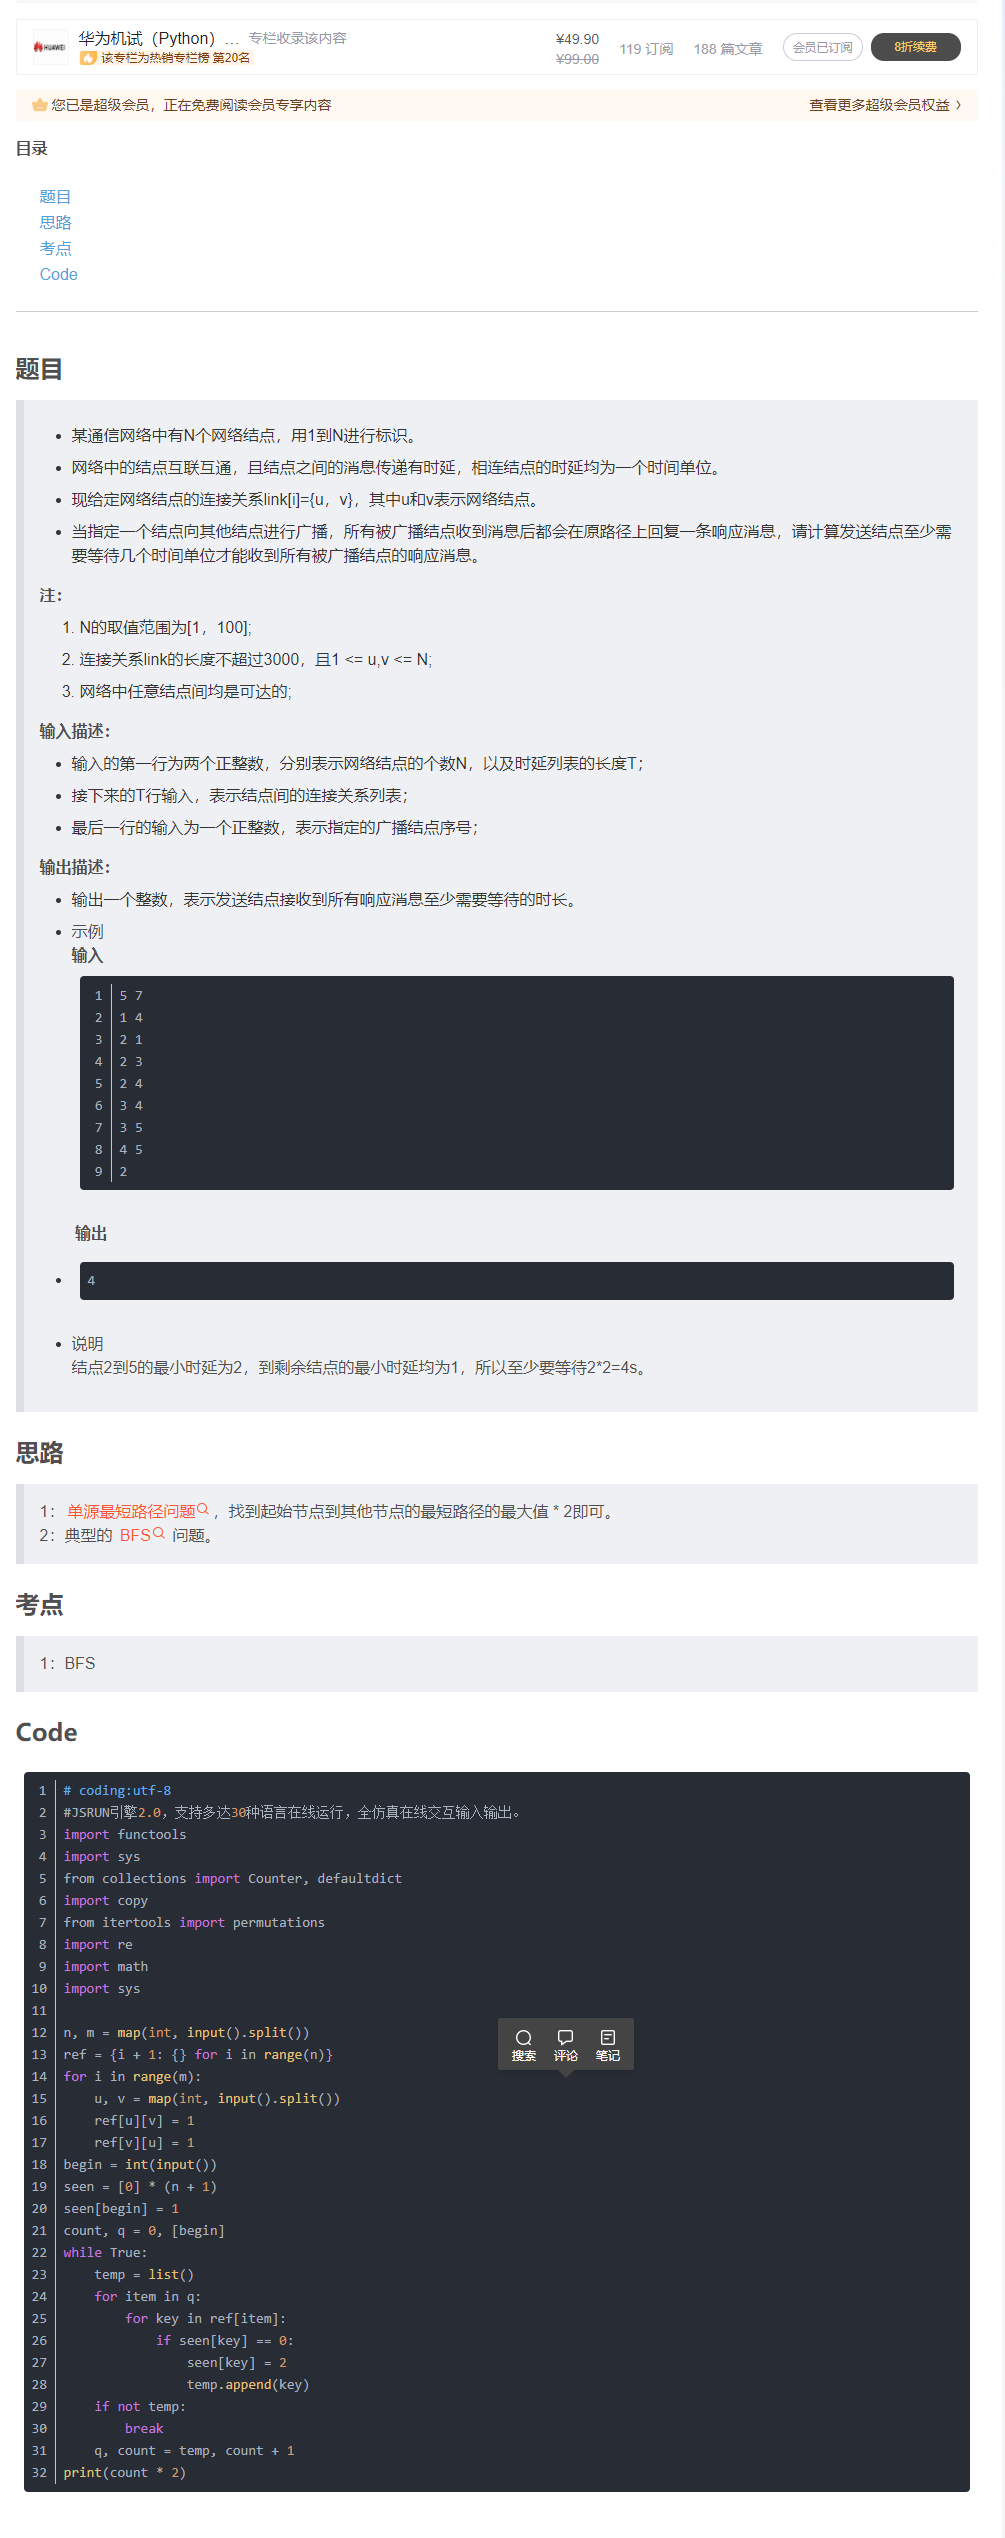 HUAWEI
华为机试（Python）... 专栏收录该内容
该专栏为热销专栏榜 第20名
¥49.90
¥99.00
119 订阅 188 篇文章 会员已订阅 8折续费
您已是超级会员，正在免费阅读会员专享内容 查看更多超级会员权益 >
目录
题目
思路
考点
Code
题目
• 某通信网络中有N个网络结点，用1到N进行标识。
• 网络中的结点互联互通，且结点之间的消息传递有时延，相连结点的时延均为一个时间单位。
• 现给定网络结点的连接关系link[i]={u，v}，其中u和v表示网络结点。
• 当指定一个结点向其他结点进行广播，所有被广播结点收到消息后都会在原路径上回复一条响应消息，请计算发送结点至少需
要等待几个时间单位才能收到所有被广播结点的响应消息。
注：
1. N的取值范围为[1，100];
2. 连接关系link的长度不超过3000，且1 <= u,v <= N;
3. 网络中任意结点间均是可达的;
输入描述：
• 输入的第一行为两个正整数，分别表示网络结点的个数N，以及时延列表的长度T；
• 接下来的T行输入，表示结点间的连接关系列表；
• 最后一行的输入为一个正整数，表示指定的广播结点序号；
输出描述：
• 输出一个整数，表示发送结点接收到所有响应消息至少需要等待的时长。
• 示例
输入
1 5 7
2 1 4
3 2 1
4 2 3
5 2 4
6 3 4
7 3 5
8 4 5
9 2
输出
• 4
• 说明
结点2到5的最小时延为2，到剩余结点的最小时延均为1，所以至少要等待2*2=4s。
思路
1：单源最短路径问题，找到起始节点到其他节点的最短路径的最大值 * 2即可。
2：典型的 BFS 问题。
考点
1：BFS
Code
1 # coding:utf-8
2 #JSRUN引擎2.0，支持多达30种语言在线运行，全仿真在线交互输入输出。
3 import functools
4 import sys
5 from collections import Counter, defaultdict
6 import copy
7 from itertools import permutations
8 import re
9 import math
10 import sys
11
12 n, m = map(int, input().split())
13 ref = {i + 1: {} for i in range(n)}
14 for i in range(m):
15     u, v = map(int, input().split())
16     ref[u][v] = 1
17     ref[v][u] = 1
18 begin = int(input())
19 seen = [0] * (n + 1)
20 seen[begin] = 1
21 count, q = 0, [begin]
22 while True:
23     temp = list()
24     for item in q:
25         for key in ref[item]:
26             if seen[key] == 0:
27                 seen[key] = 2
28                 temp.append(key)
29     if not temp:
30         break
31     q, count = temp, count + 1
32 print(count * 2)
搜索 评论 笔记